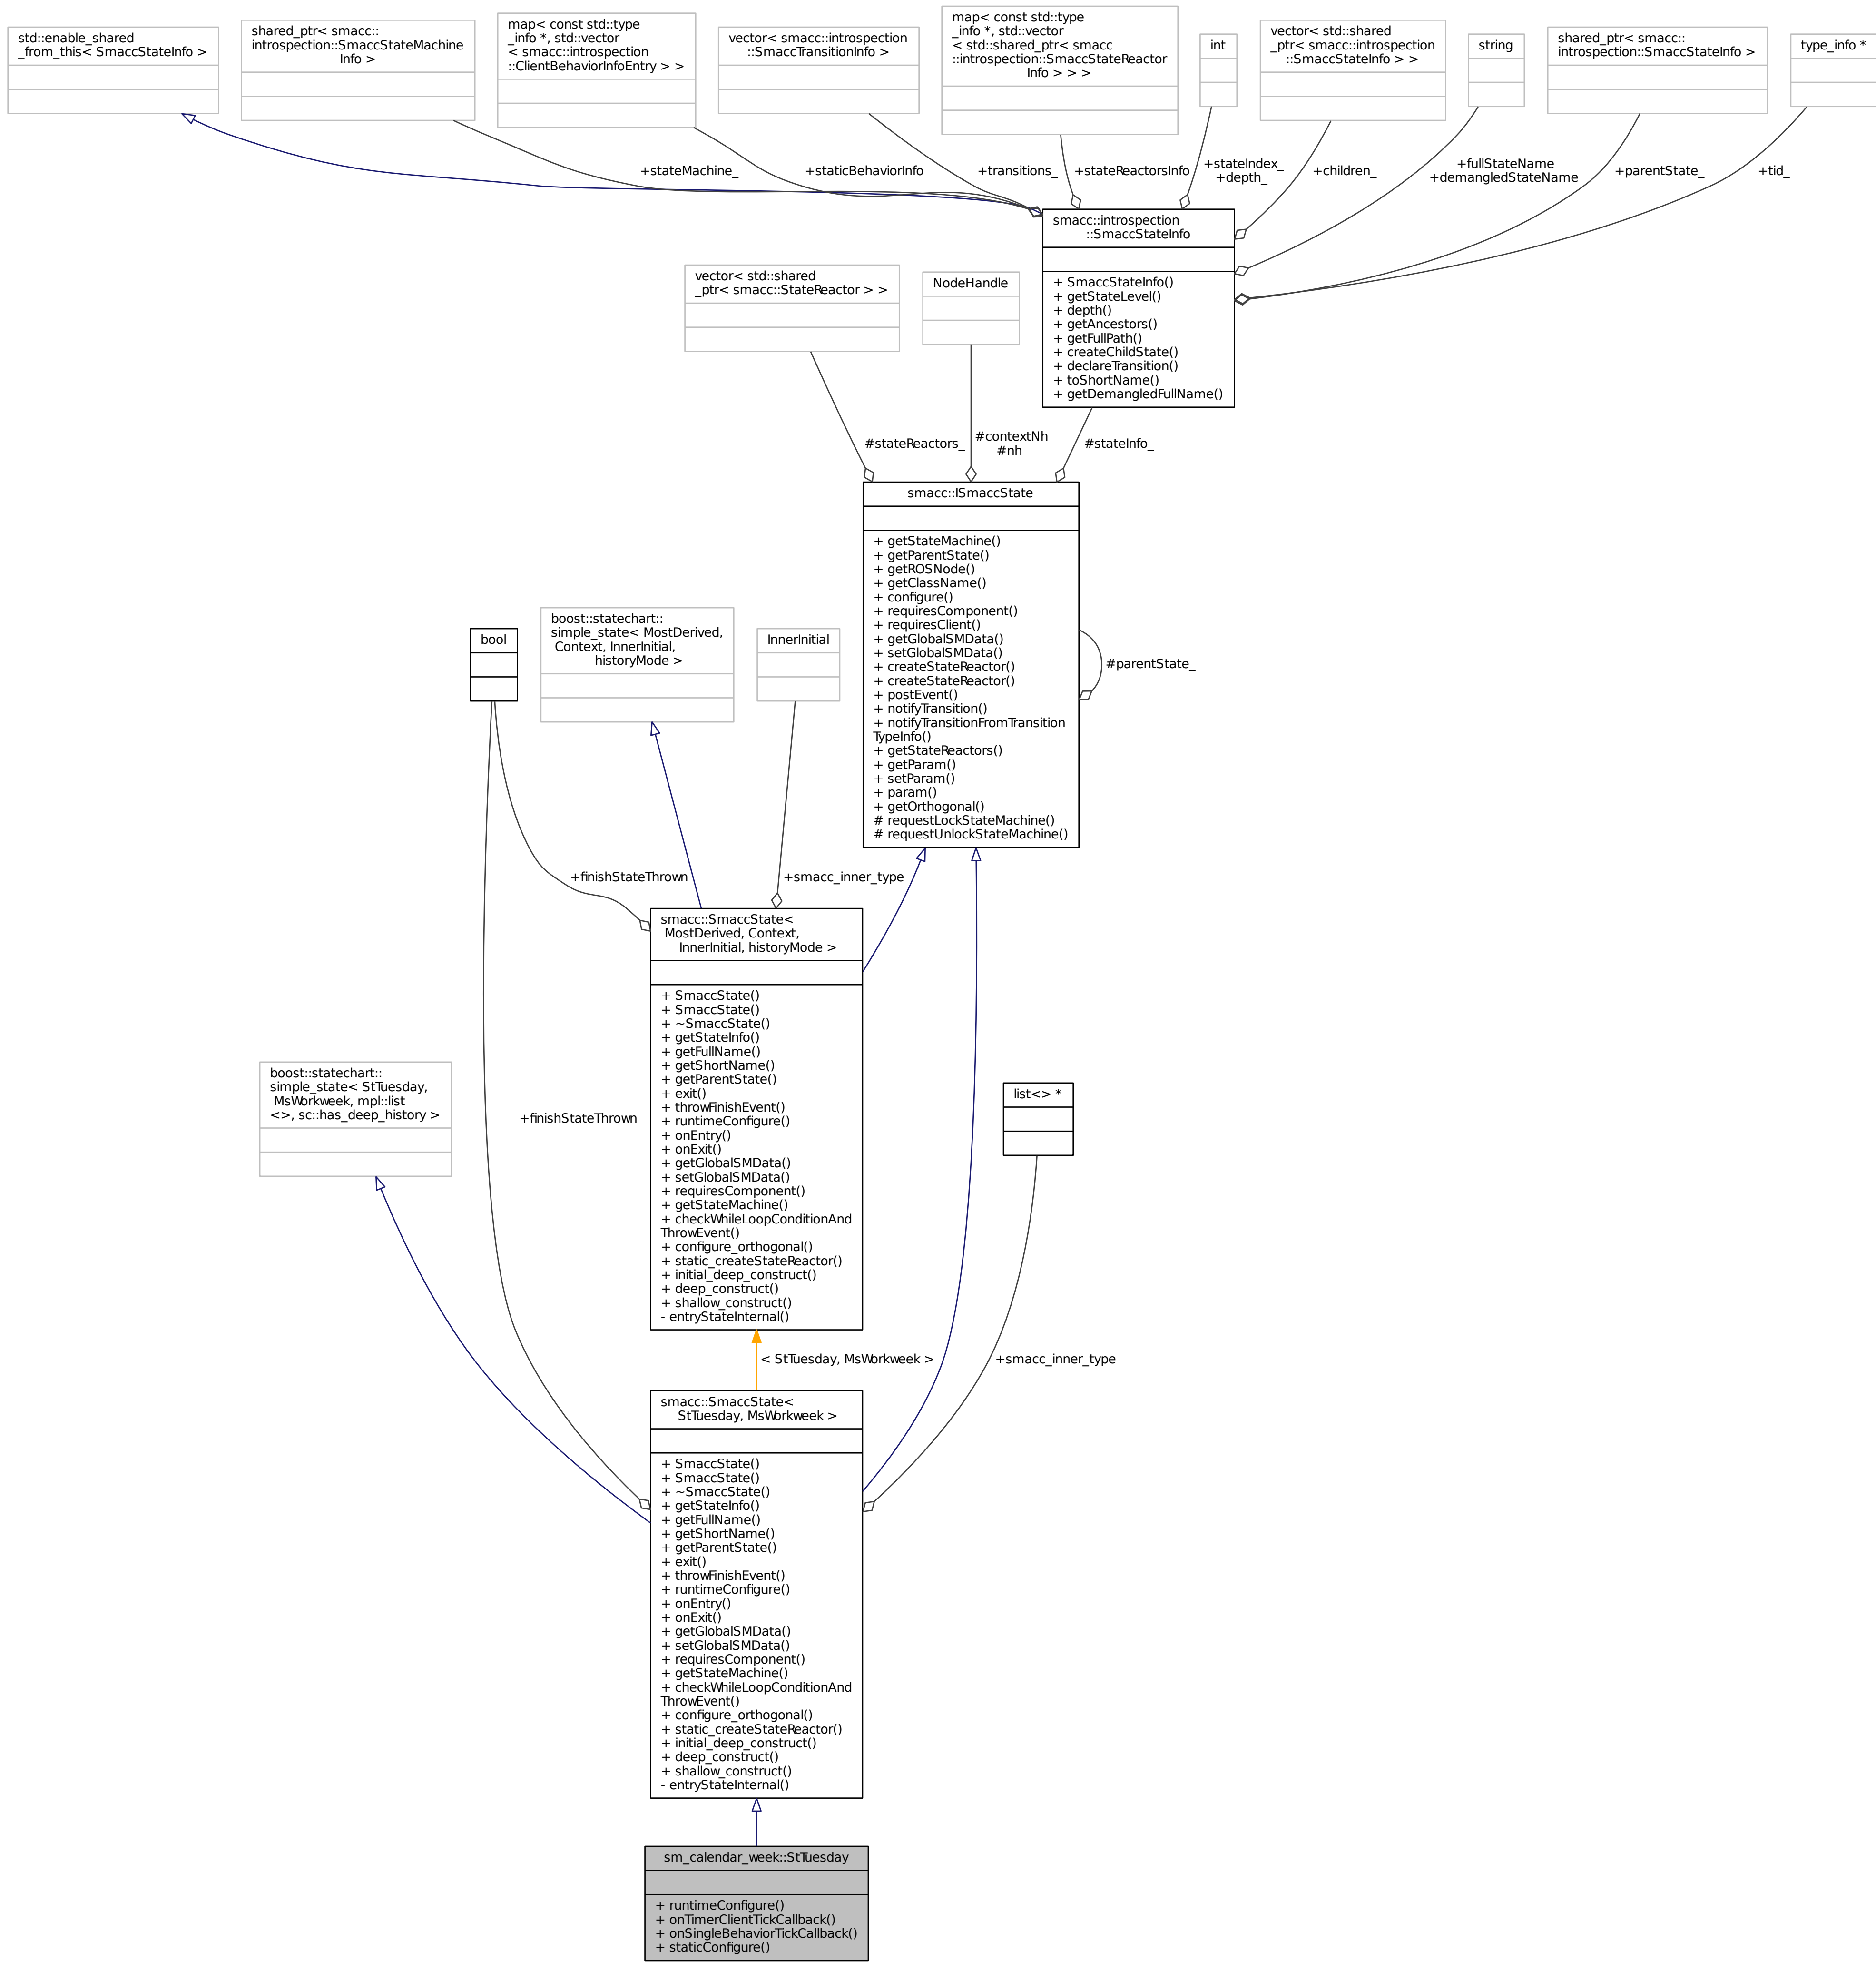 std::enable_shared
_from_this< SmaccStateInfo >
shared_ptr< smacc::
introspection::SmaccStateMachine
Info >
map< const std::type
_info *, std::vector
< smacc::introspection
::ClientBehaviorInfoEntry > >
vector< smacc::introspection
::SmaccTransitionInfo >
map< const std::type
_info *, std::vector
< std::shared_ptr< smacc
::introspection::SmaccStateReactor
Info > > >
int
vector< std::shared
_ptr< smacc::introspection
::SmaccStateInfo > >
string
shared_ptr< smacc::
introspection::SmaccStateInfo >
type_info *
+stateMachine_
+staticBehaviorInfo
+transitions_
+stateReactorsInfo
+stateIndex_
+depth_
+children_
+fullStateName
+demangledStateName
+parentState_
+tid_
smacc::introspection
::SmaccStateInfo
+ SmaccStateInfo()
+ getStateLevel()
+ depth()
+ getAncestors()
+ getFullPath()
+ createChildState()
+ declareTransition()
+ toShortName()
+ getDemangledFullName()
vector< std::shared
_ptr< smacc::StateReactor > >
NodeHandle
#stateReactors_
#contextNh
#nh
#stateInfo_
smacc::ISmaccState
+ getStateMachine()
+ getParentState()
+ getROSNode()
+ getClassName()
+ configure()
+ requiresComponent()
+ requiresClient()
+ getGlobalSMData()
+ setGlobalSMData()
+ createStateReactor()
+ createStateReactor()
+ postEvent()
+ notifyTransition()
+ notifyTransitionFromTransition
TypeInfo()
+ getStateReactors()
+ getParam()
+ setParam()
+ param()
+ getOrthogonal()
# requestLockStateMachine()
# requestUnlockStateMachine()
#parentState_
bool
boost::statechart::
simple_state< MostDerived,
Context, InnerInitial,
historyMode >
InnerInitial
+finishStateThrown
+smacc_inner_type
smacc::SmaccState<
MostDerived, Context,
InnerInitial, historyMode >
+ SmaccState()
+ SmaccState()
+ ~SmaccState()
+ getStateInfo()
+ getFullName()
+ getShortName()
+ getParentState()
+ exit()
+ throwFinishEvent()
+ runtimeConfigure()
+ onEntry()
+ onExit()
+ getGlobalSMData()
+ setGlobalSMData()
+ requiresComponent()
+ getStateMachine()
+ checkWhileLoopConditionAnd
ThrowEvent()
+ configure_orthogonal()
+ static_createStateReactor()
+ initial_deep_construct()
+ deep_construct()
+ shallow_construct()
- entryStateInternal()
boost::statechart::
simple_state< StTuesday,
MsWorkweek, mpl::list
<>, sc::has_deep_history >
+finishStateThrown
list<> *
< StTuesday, MsWorkweek >
+smacc_inner_type
smacc::SmaccState<
StTuesday, MsWorkweek >
+ SmaccState()
+ SmaccState()
+ ~SmaccState()
+ getStateInfo()
+ getFullName()
+ getShortName()
+ getParentState()
+ exit()
+ throwFinishEvent()
+ runtimeConfigure()
+ onEntry()
+ onExit()
+ getGlobalSMData()
+ setGlobalSMData()
+ requiresComponent()
+ getStateMachine()
+ checkWhileLoopConditionAnd
ThrowEvent()
+ configure_orthogonal()
+ static_createStateReactor()
+ initial_deep_construct()
+ deep_construct()
+ shallow_construct()
- entryStateInternal()
sm_calendar_week::StTuesday
+ runtimeConfigure()
+ onTimerClientTickCallback()
+ onSingleBehaviorTickCallback()
+ staticConfigure()